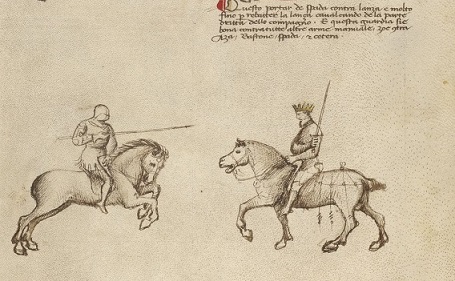 Questo portar de spada contra lanza e molto
fino p rebatter la lanza cavalcando de la parte
dritta dello compagno. E questa guardia sie
bona contra tutte altre arme manuale, zoe
Aza, Bastone, spada, & cetera.